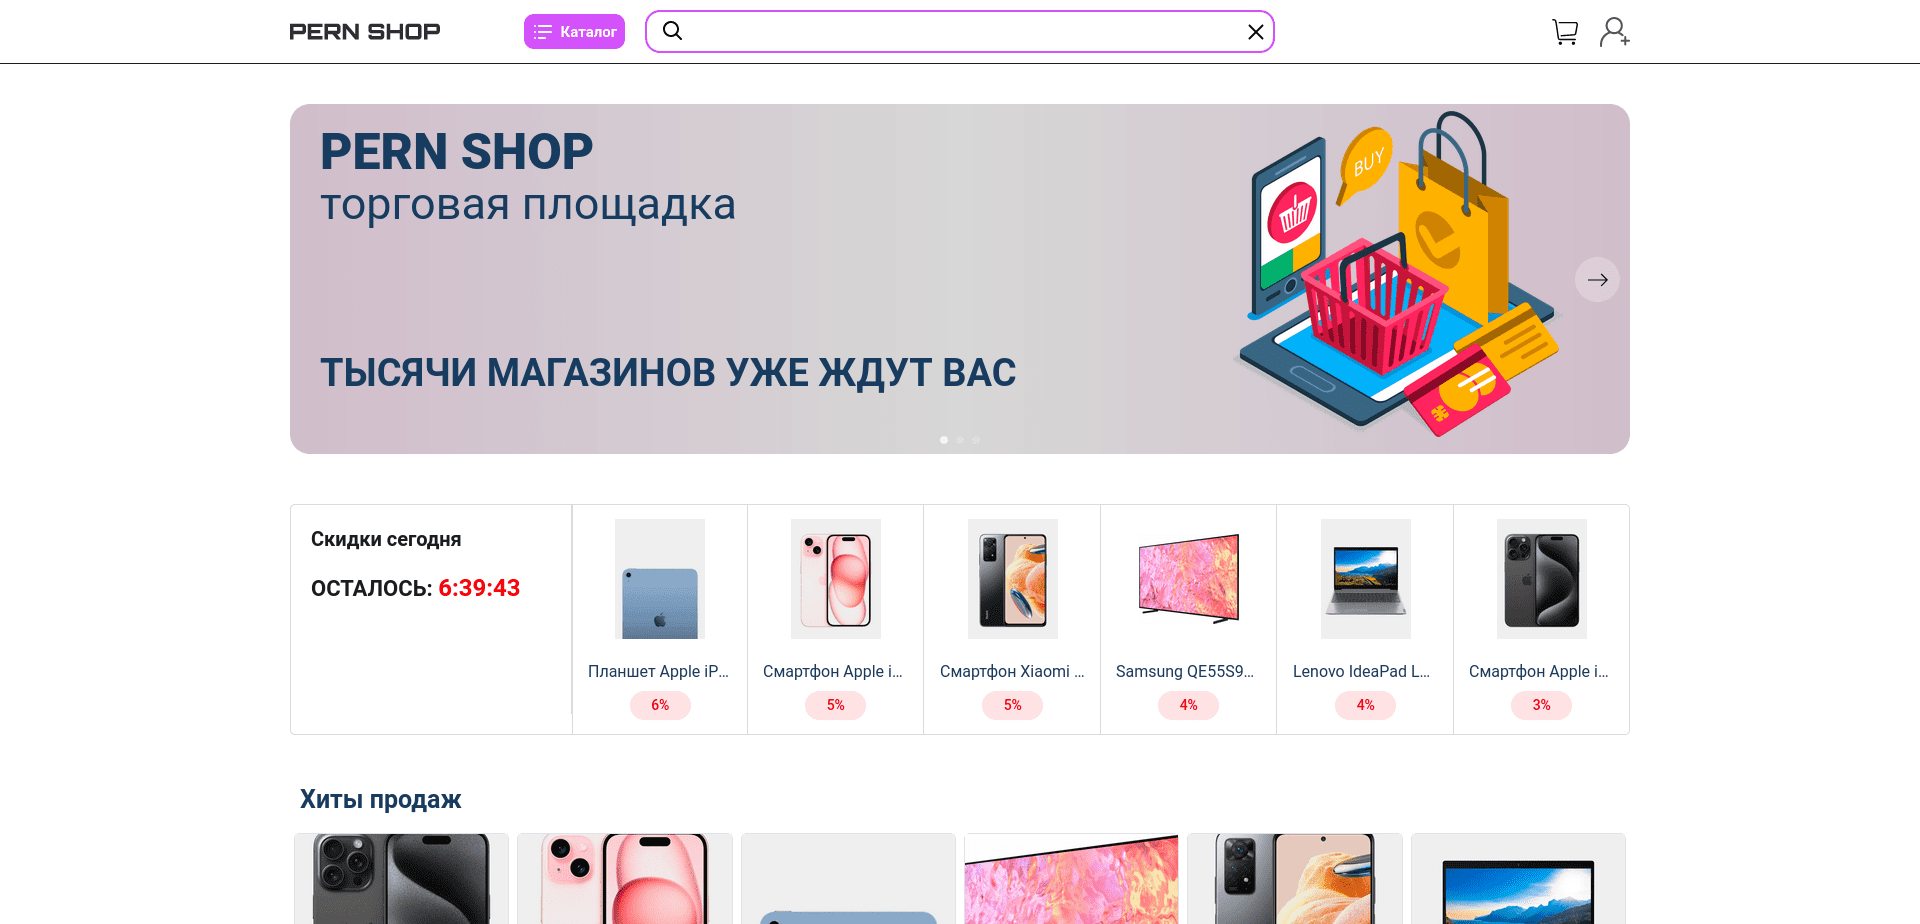 PERN SHOP
Каталог
PERN SHOP
торговая площадка
BUY
ТЫСЯЧИ МАГАЗИНОВ УЖЕ ЖДУТ ВАС
Скидки сегодня
ОСТАЛОСЬ: 6:39:43
Планшет Apple iP...
6%
Смартфон Apple i...
5%
Смартфон Xiaomi ...
5%
Samsung QE55S9...
4%
Lenovo IdeaPad L...
4%
Смартфон Apple i...
3%
Хиты продаж